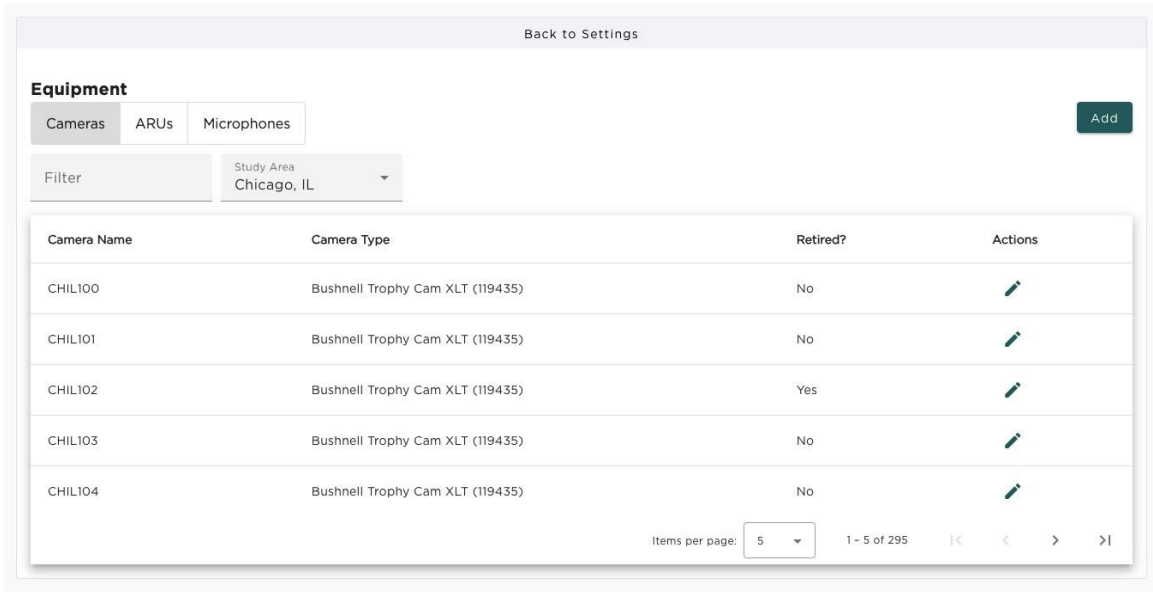 Back to Settings
Equipment
Cameras ARUs Microphones
Add
Filter
Study Area
Chicago, IL
Camera Name Camera Type Retired? Actions
CHIL100 Bushnell Trophy Cam XLT (119435) No
CHIL101 Bushnell Trophy Cam XLT (119435) No
CHIL102 Bushnell Trophy Cam XLT (119435) Yes
CHIL103 Bushnell Trophy Cam XLT (119435) No
CHIL104 Bushnell Trophy Cam XLT (119435) No
Items per page: 5 1 – 5 of 295